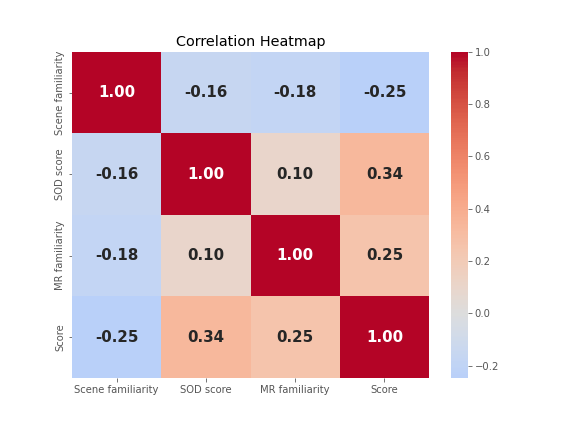 Correlation Heatmap
Scene familiarity
1.00 -0.16 -0.18 -0.25
SOD score
-0.16 1.00 0.10 0.34
MR familiarity
-0.18 0.10 1.00 0.25
Score
-0.25 0.34 0.25 1.00
Scene familiarity SOD score MR familiarity Score
1.0
0.8
0.6
0.4
0.2
0.0
−0.2